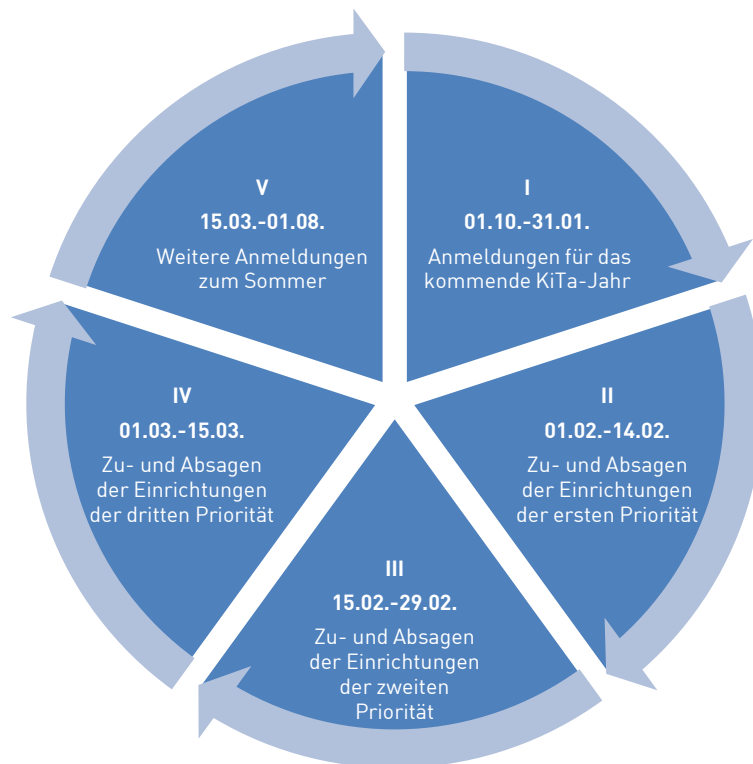 I
01.10.-31.01.
Anmeldungen für das
kommende KiTa-Jahr
II
01.02.-14.02.
Zu- und Absagen
der Einrichtungen
der ersten Priorität
III
15.02.-29.02.
Zu- und Absagen
der Einrichtungen
der zweiten
Priorität
IV
01.03.-15.03.
Zu- und Absagen
der Einrichtungen
der dritten Priorität
V
15.03.-01.08.
Weitere Anmeldungen
zum Sommer